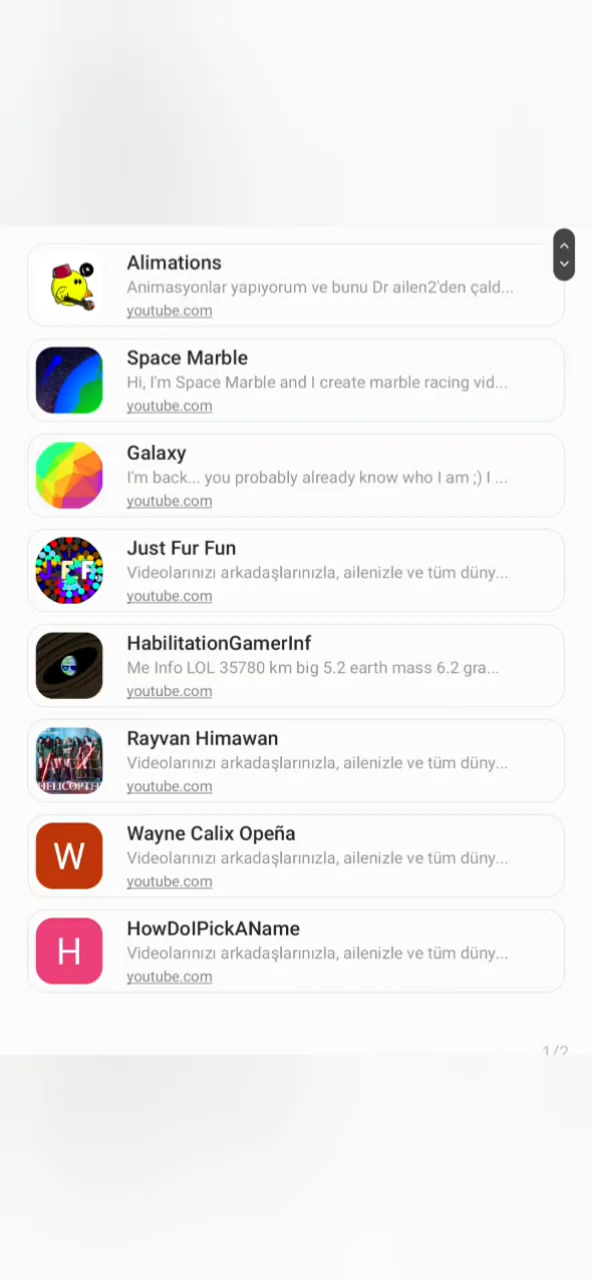 Alimations
Animasyonlar yapıyorum ve bunu Dr ailen2'den çald...
youtube.com
Space Marble
Hi, I'm Space Marble and I create marble racing vid...
youtube.com
Galaxy
I'm back... you probably already know who I am ;) I ...
youtube.com
Just Fur Fun
Videolarınızı arkadaşlarınızla, ailenizle ve tüm düny...
youtube.com
HabilitationGamerInf
Me Info LOL 35780 km big 5.2 earth mass 6.2 gra...
youtube.com
Rayvan Himawan
Videolarınızı arkadaşlarınızla, ailenizle ve tüm düny...
HELICOPTER
youtube.com
W
Wayne Calix Opeña
Videolarınızı arkadaşlarınızla, ailenizle ve tüm düny...
youtube.com
H
HowDoIPickAName
Videolarınızı arkadaşlarınızla, ailenizle ve tüm düny...
youtube.com
1/2